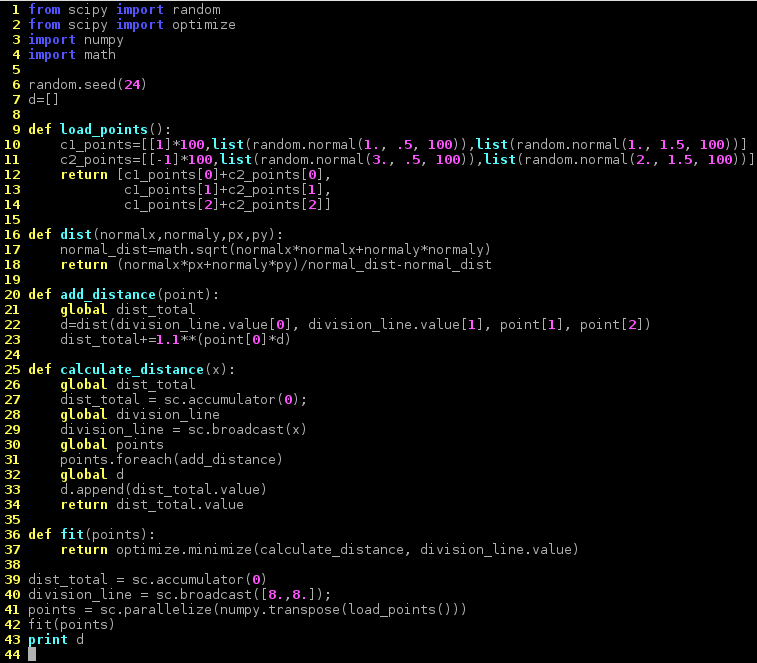 1 from scipy import random
2 from scipy import optimize
3 import numpy
4 import math
5
6 random.seed(24)
7 d=[]
8
9 def load_points():
10     c1_points=[[1]*100,list(random.normal(1., .5, 100)),list(random.normal(1., 1.5, 100))]
11     c2_points=[[-1]*100,list(random.normal(3., .5, 100)),list(random.normal(2., 1.5, 100))]
12     return [c1_points[0]+c2_points[0],
13             c1_points[1]+c2_points[1],
14             c1_points[2]+c2_points[2]]
15
16 def dist(normalx,normaly,px,py):
17     normal_dist=math.sqrt(normalx*normalx+normaly*normaly)
18     return (normalx*px+normaly*py)/normal_dist-normal_dist
19
20 def add_distance(point):
21     global dist_total
22     d=dist(division_line.value[0], division_line.value[1], point[1], point[2])
23     dist_total+=1.1**(point[0]*d)
24
25 def calculate_distance(x):
26     global dist_total
27     dist_total = sc.accumulator(0);
28     global division_line
29     division_line = sc.broadcast(x)
30     global points
31     points.foreach(add_distance)
32     global d
33     d.append(dist_total.value)
34     return dist_total.value
35
36 def fit(points):
37     return optimize.minimize(calculate_distance, division_line.value)
38
39 dist_total = sc.accumulator(0)
40 division_line = sc.broadcast([8.,8.]);
41 points = sc.parallelize(numpy.transpose(load_points()))
42 fit(points)
43 print d
44